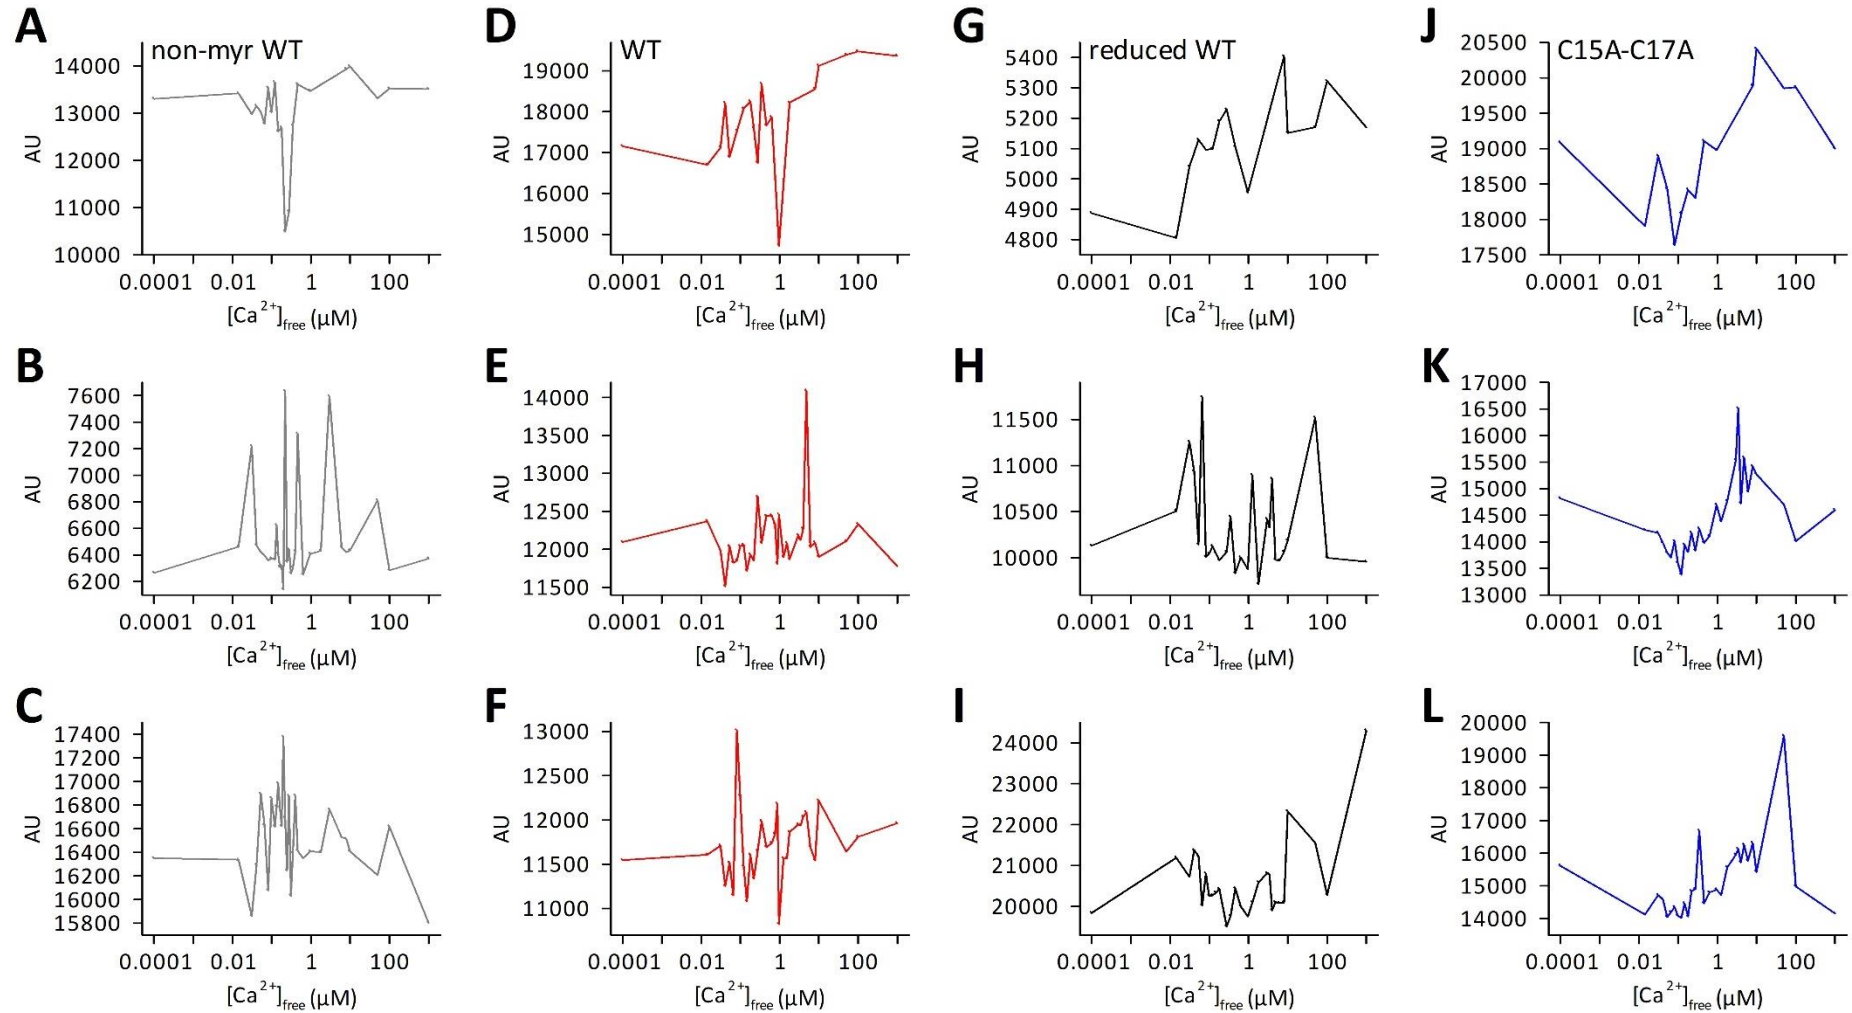 A
non-myr WT
14000
13000
12000
11000
10000
AU
0.0001 0.01 1 100
[Ca2+]free (μM)
D
WT
19000
18000
17000
16000
15000
AU
0.0001 0.01 1 100
[Ca2+]free (μM)
G
reduced WT
5400
5300
5200
5100
5000
4900
4800
AU
0.0001 0.01 1 100
[Ca2+]free (μM)
J
C15A-C17A
20500
20000
19500
19000
18500
18000
17500
AU
0.0001 0.01 1 100
[Ca2+]free (μM)
B
7600
7400
7200
7000
6800
6600
6400
6200
AU
0.0001 0.01 1 100
[Ca2+]free (μM)
E
14000
13500
13000
12500
12000
11500
AU
0.0001 0.01 1 100
[Ca2+]free (μM)
H
11500
11000
10500
10000
AU
0.0001 0.01 1 100
[Ca2+]free (μM)
K
17000
16500
16000
15500
15000
14500
14000
13500
13000
AU
0.0001 0.01 1 100
[Ca2+]free (μM)
C
17400
17200
17000
16800
16600
16400
16200
16000
15800
AU
0.0001 0.01 1 100
[Ca2+]free (μM)
F
13000
12500
12000
11500
11000
AU
0.0001 0.01 1 100
[Ca2+]free (μM)
I
24000
23000
22000
21000
20000
AU
0.0001 0.01 1 100
[Ca2+]free (μM)
L
20000
19000
18000
17000
16000
15000
14000
AU
0.0001 0.01 1 100
[Ca2+]free (μM)